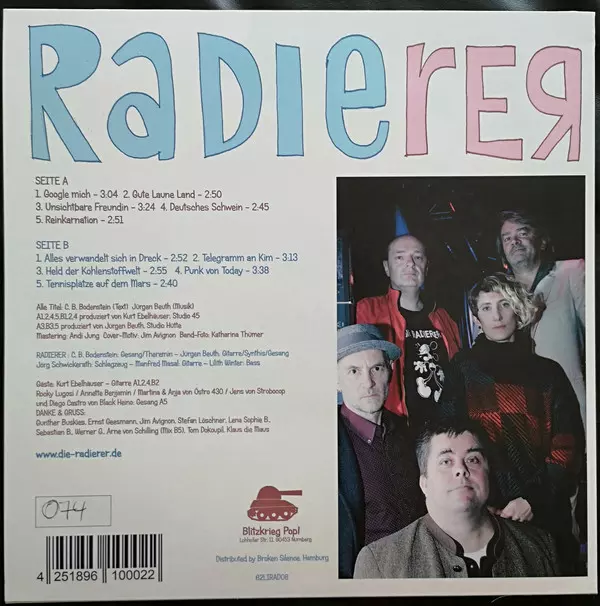 RADIERER
SEITE A
1. Google mich - 3:04 2. Gute Laune Land - 2:50
3. Unsichtbare Freundin - 3:24 4. Deutsches Schwein - 2:45
5. Reinkarnation - 2:51
SEITE B
1. Alles verwandelt sich in Dreck - 2:52 2. Telegramm an Kim - 3:13
3. Held der Kohlenstoffwelt - 2:55 4. Punk von Today - 3:38
5. Tennisplätze auf dem Mars - 2:40
Alle Titel: C. B. Bodenstein (Text) Jürgen Beuth (Musik)
A1,2,4,5,B1,2,4 produziert von Kurt Ebelhäuser, Studio 45
A3,B3,5 produziert von Jürgen Beuth, Studio Hütte
Mastering: Andi Jung Cover-Motiv: Jim Avignon Band-Foto: Katharina Thürner
RADIERER : C. B. Bodenstein: Gesang/Theremin - Jürgen Beuth: Gitarre/Synthis/Gesang
Jörg Schwickerath: Schlagzeug - Manfred Masal: Gitarre - Lilith Winter: Bass
Gäste: Kurt Ebelhäuser - Gitarre A1,2,4,B2
Rocky Lugosi / Annette Benjamin / Martina & Anja von Östro 430 / Jens von Strobocop
und Diego Castro von Black Heino: Gesang A5
DANKE & GRUSS:
Gunther Buskies, Ernst Giesmann, Jim Avignon, Stefan Löschner, Lena Sophie B.,
Sebastian B., Werner G., Arne von Schilling (Mix B5), Tom Dokoupil, Klaus die Maus
www.die-radierer.de
074
RADIERER
Blitzkrieg Pop!
90453 Nürnberg
Distributed by Broken Silence, Hamburg
4 251896 100022